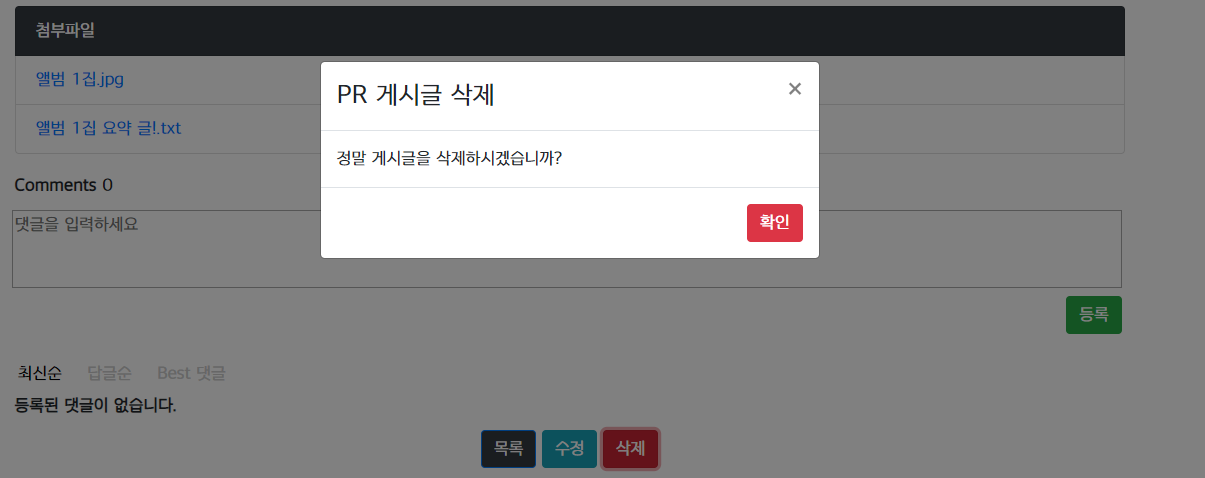 첨부파일
앨범 1집.jpg
앨범 1집 요약 글!.txt
PR 게시글 삭제
×
정말 게시글을 삭제하시겠습니까?
확인
Comments 0
댓글을 입력하세요
등록
최신순 답글순 Best 댓글
등록된 댓글이 없습니다.
목록 수정 삭제